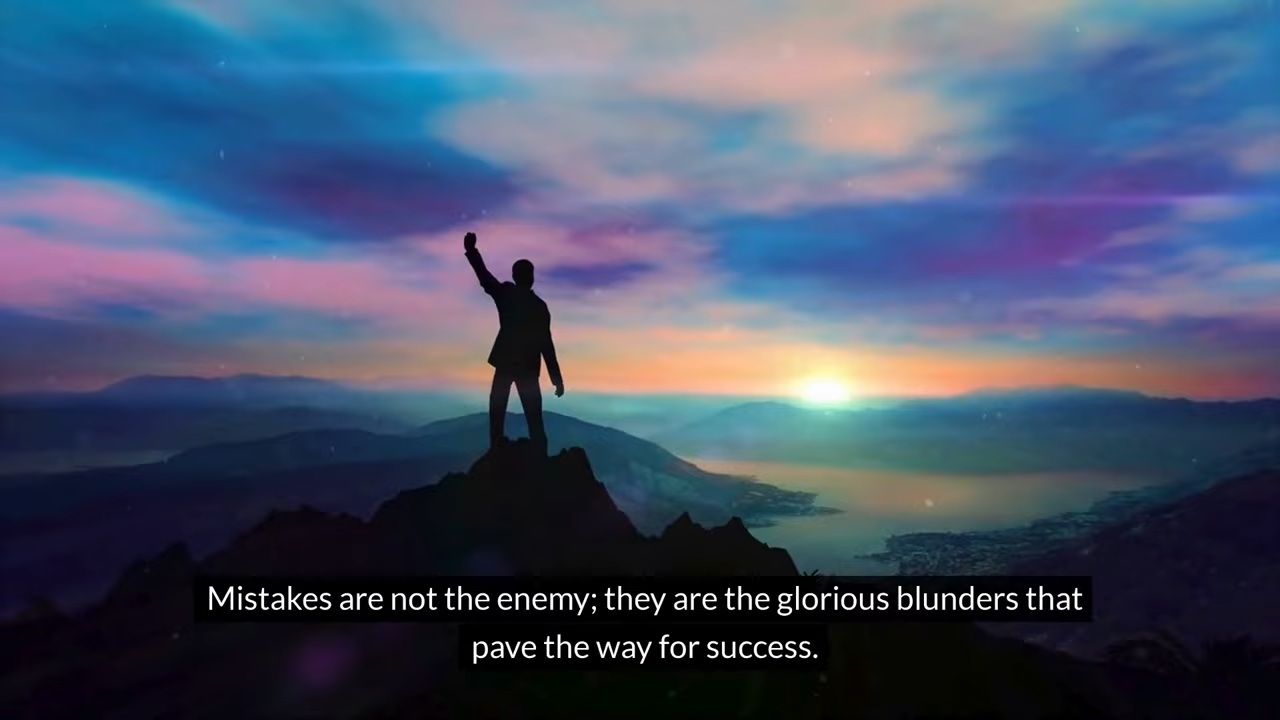 Mistakes are not the enemy; they are the glorious blunders that
pave the way for success.